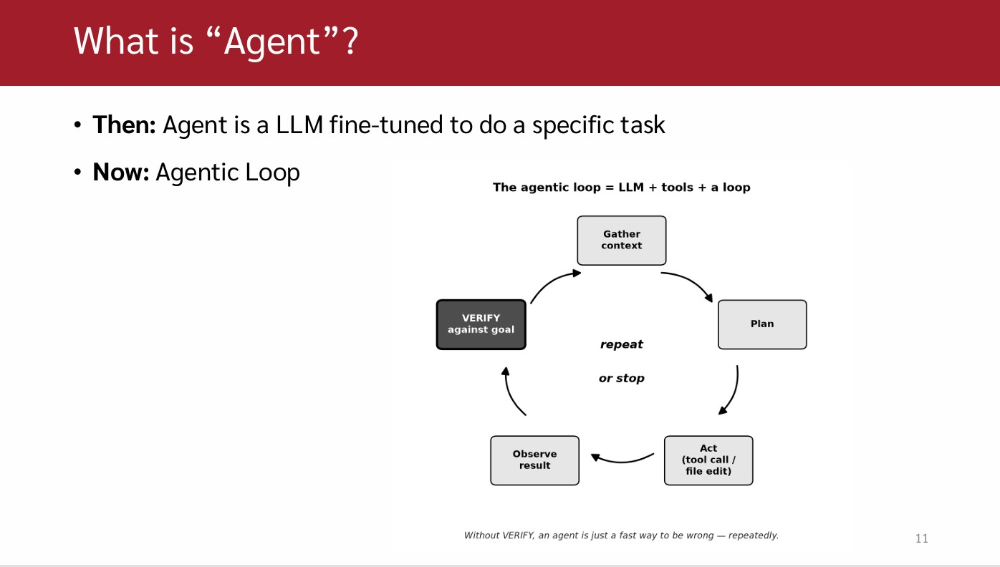 What is “Agent”?
• Then: Agent is a LLM fine-tuned to do a specific task
• Now: Agentic Loop
The agentic loop = LLM + tools + a loop
Gather
context
VERIFY
against goal
Plan
repeat
or stop
Observe
result
Act
(tool call /
file edit)
Without VERIFY, an agent is just a fast way to be wrong — repeatedly.
11